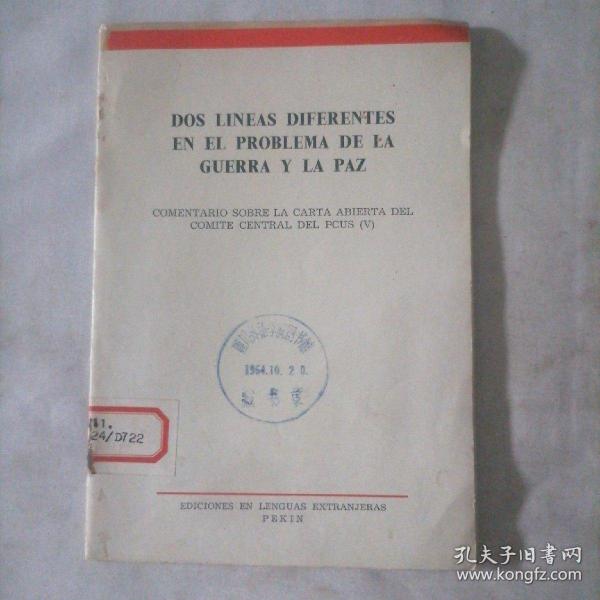 DOS LINEAS DIFERENTES
EN EL PROBLEMA DE LA
GUERRA Y LA PAZ
COMENTARIO SOBRE LA CARTA ABIERTA DEL
COMITE CENTRAL DEL PCUS (V)
1964.10.20.
24/D722
EDICIONES EN LENGUAS EXTRANJERAS
PEKIN
孔夫子旧书网
www.kongfz.com